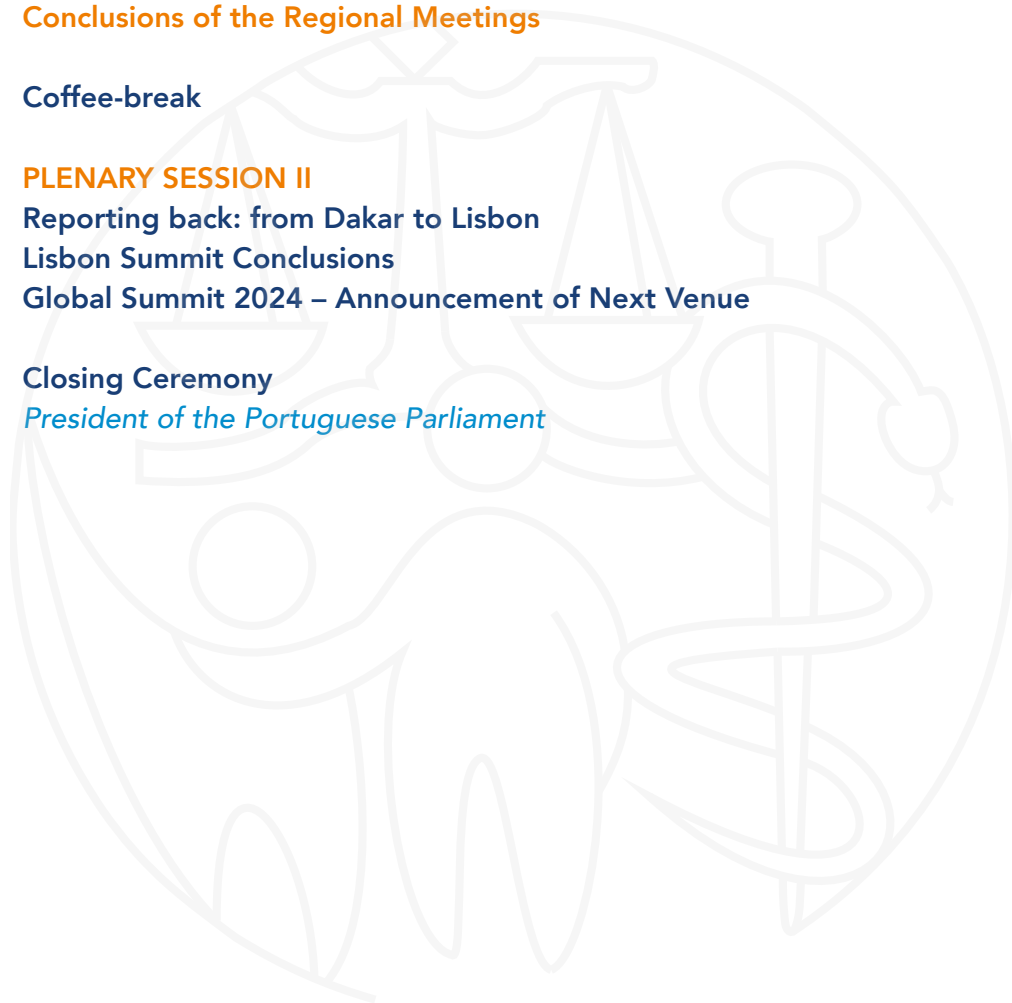 Conclusions of the Regional Meetings
Coffee-break
PLENARY SESSION II
Reporting back: from Dakar to Lisbon
Lisbon Summit Conclusions
Global Summit 2024 – Announcement of Next Venue
Closing Ceremony
President of the Portuguese Parliament